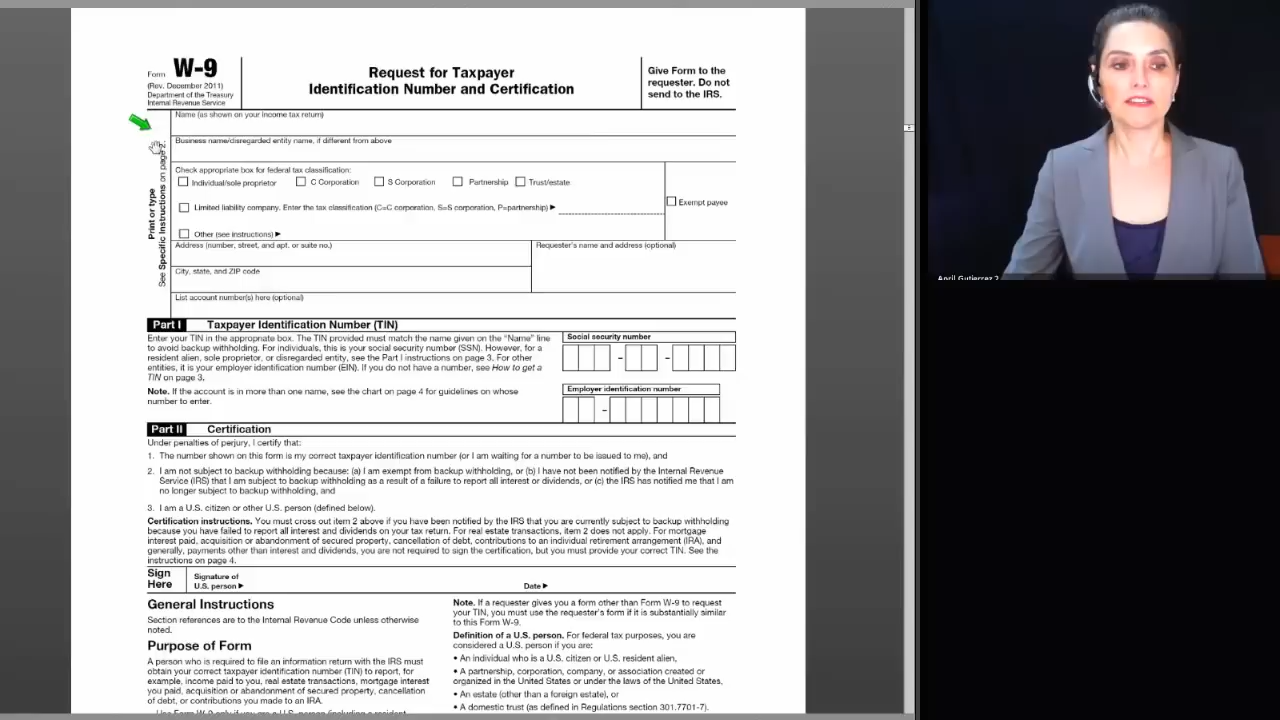 Form W-9
(Rev. December 2011)
Department of the Treasury
Internal Revenue Service
Request for Taxpayer
Identification Number and Certification
Give Form to the
requester. Do not
send to the IRS.
Print or type
See Specific Instructions on page 2.
Name (as shown on your income tax return)
Business name/disregarded entity name, if different from above
Check appropriate box for federal tax classification:
Individual/sole proprietor C Corporation S Corporation Partnership Trust/estate
Limited liability company. Enter the tax classification (C=C corporation, S=S corporation, P=partnership) ▶
Exempt payee
Other (see instructions) ▶
Address (number, street, and apt. or suite no.)
Requester's name and address (optional)
City, state, and ZIP code
List account number(s) here (optional)
Part I Taxpayer Identification Number (TIN)
Enter your TIN in the appropriate box. The TIN provided must match the name given on the “Name” line
to avoid backup withholding. For individuals, this is your social security number (SSN). However, for a
resident alien, sole proprietor, or disregarded entity, see the Part I instructions on page 3. For other
entities, it is your employer identification number (EIN). If you do not have a number, see How to get a
TIN on page 3.
Note. If the account is in more than one name, see the chart on page 4 for guidelines on whose
number to enter.
Social security number
– –
Employer identification number
–
Part II Certification
Under penalties of perjury, I certify that:
1. The number shown on this form is my correct taxpayer identification number (or I am waiting for a number to be issued to me), and
2. I am not subject to backup withholding because: (a) I am exempt from backup withholding, or (b) I have not been notified by the Internal Revenue
Service (IRS) that I am subject to backup withholding as a result of a failure to report all interest or dividends, or (c) the IRS has notified me that I am
no longer subject to backup withholding, and
3. I am a U.S. citizen or other U.S. person (defined below).
Certification instructions. You must cross out item 2 above if you have been notified by the IRS that you are currently subject to backup withholding
because you have failed to report all interest and dividends on your tax return. For real estate transactions, item 2 does not apply. For mortgage
interest paid, acquisition or abandonment of secured property, cancellation of debt, contributions to an individual retirement arrangement (IRA), and
generally, payments other than interest and dividends, you are not required to sign the certification, but you must provide your correct TIN. See the
instructions on page 4.
Sign
Here
Signature of
U.S. person ▶
Date ▶
General Instructions
Section references are to the Internal Revenue Code unless otherwise
noted.
Purpose of Form
A person who is required to file an information return with the IRS must
obtain your correct taxpayer identification number (TIN) to report, for
example, income paid to you, real estate transactions, mortgage interest
you paid, acquisition or abandonment of secured property, cancellation
of debt, or contributions you made to an IRA.
Use Form W-9 only if you are a U.S. person (including a resident
Note. If a requester gives you a form other than Form W-9 to request
your TIN, you must use the requester's form if it is substantially similar
to this Form W-9.
Definition of a U.S. person. For federal tax purposes, you are
considered a U.S. person if you are:
• An individual who is a U.S. citizen or U.S. resident alien,
• A partnership, corporation, company, or association created or
organized in the United States or under the laws of the United States,
• An estate (other than a foreign estate), or
• A domestic trust (as defined in Regulations section 301.7701-7).
April Gutierrez 2